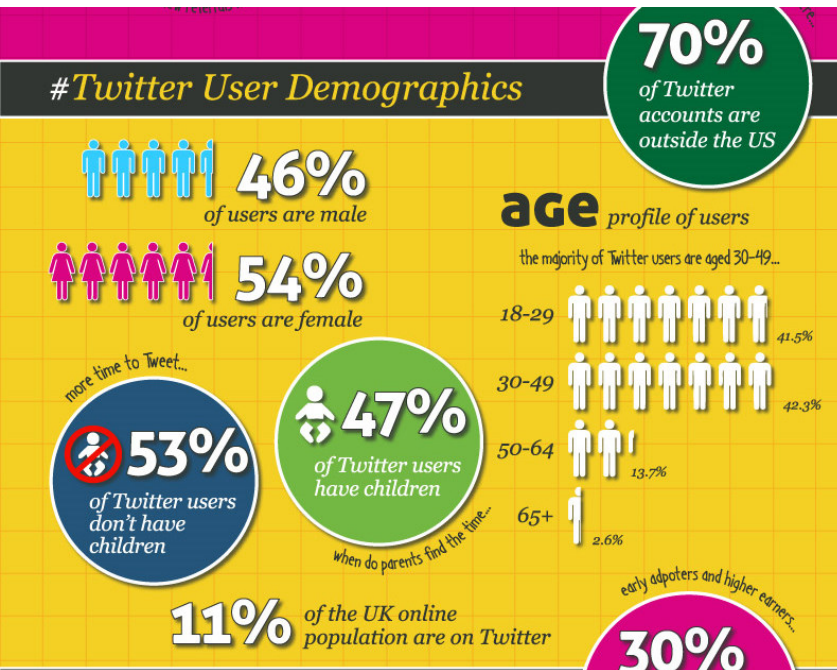 70%
of Twitter
accounts are
outside the US
#Twitter User Demographics
46%
of users are male
54%
of users are female
age profile of users
the majority of Twitter users are aged 30-49...
18-29
41.5%
30-49
42.3%
50-64
13.7%
65+
2.6%
more time to Tweet...
53%
of Twitter users
don't have
children
47%
of Twitter users
have children
when do parents find the time...
11%
of the UK online
population are on Twitter
early adpoters and higher earners...
30%